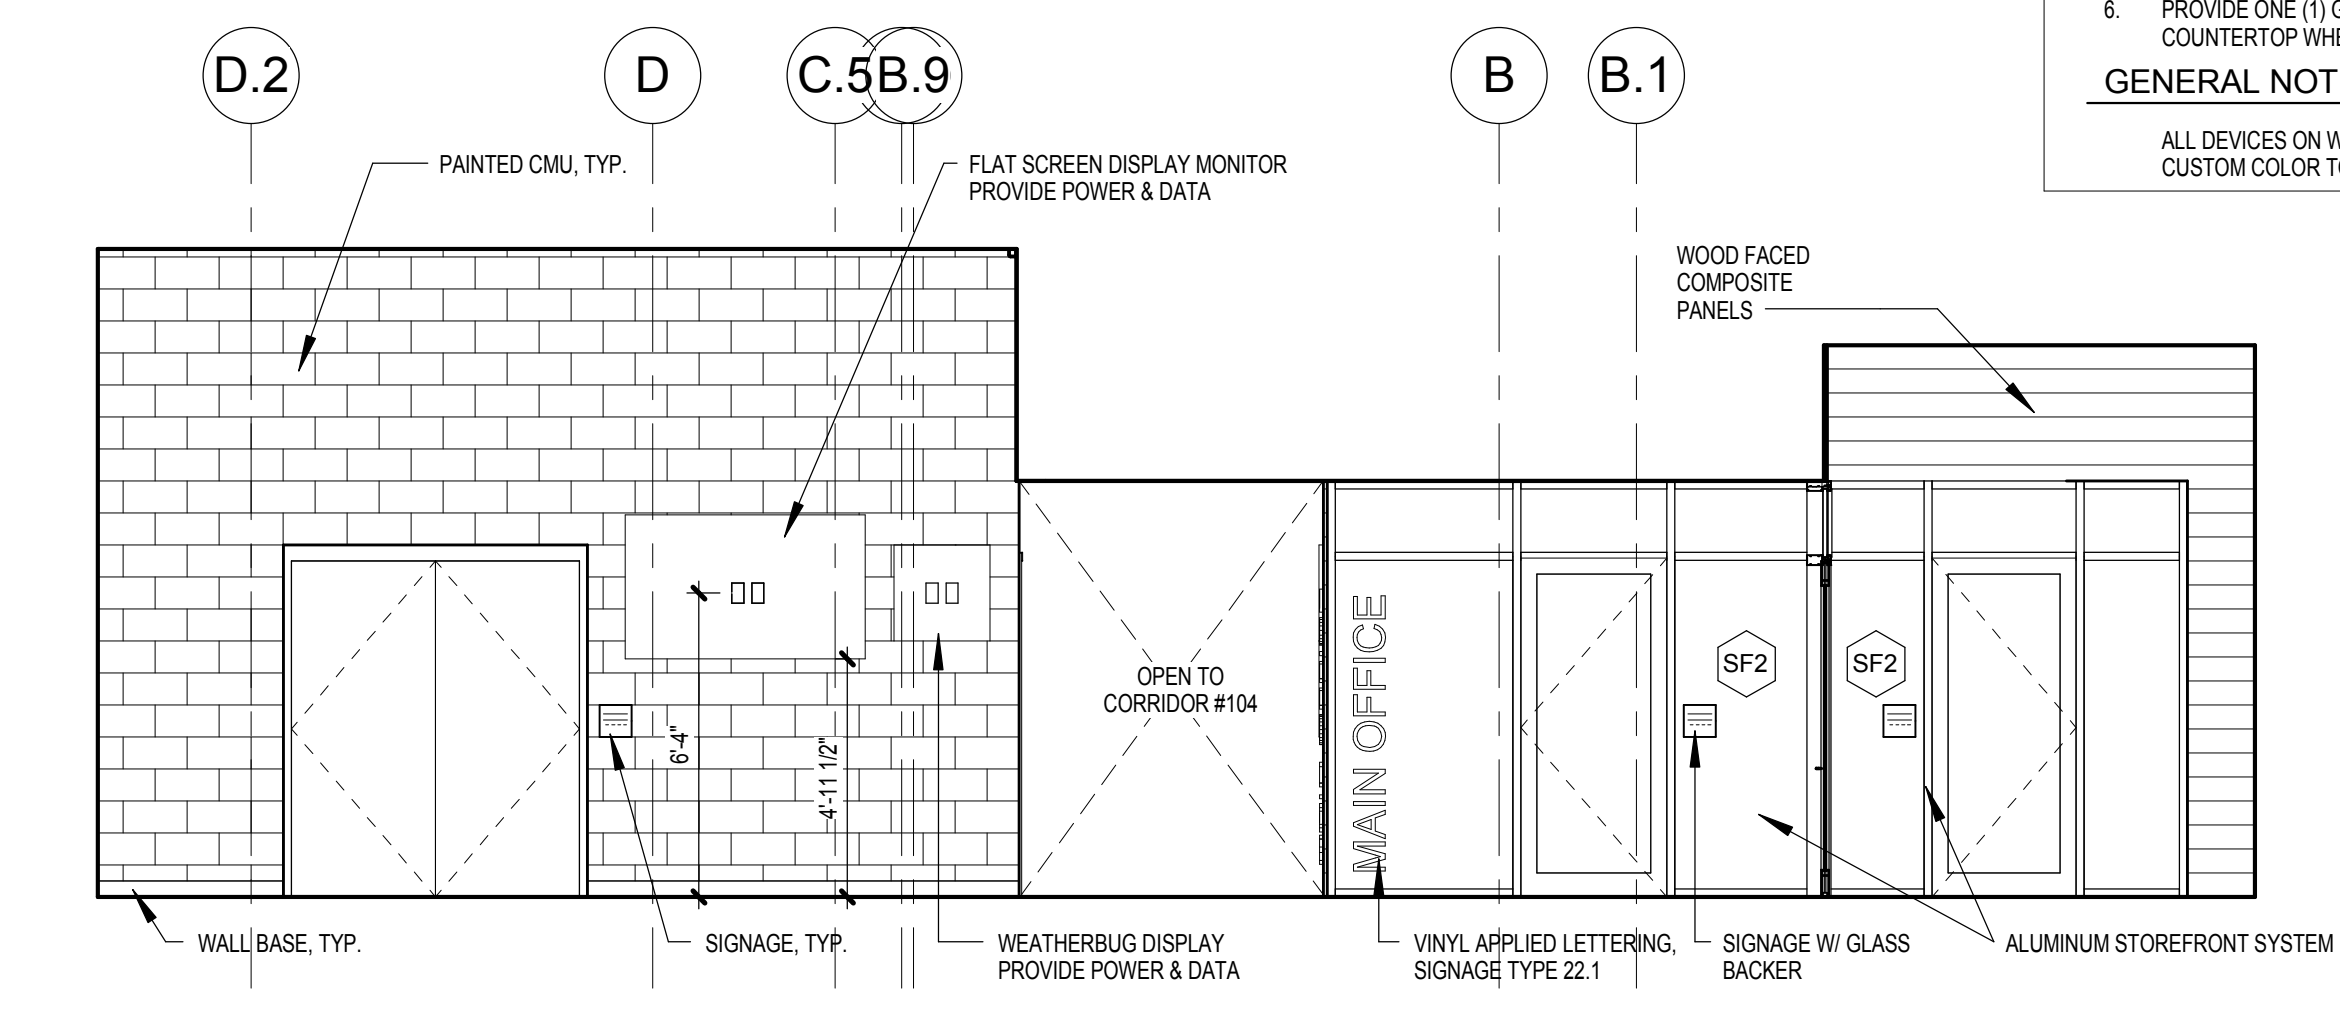 6. PROVIDE ONE (1) G
COUNTERTOP WHE
GENERAL NOT
ALL DEVICES ON W
CUSTOM COLOR TO
D.2
D
C.5
B.9
B
B.1
PAINTED CMU, TYP.
FLAT SCREEN DISPLAY MONITOR
PROVIDE POWER & DATA
WOOD FACED
COMPOSITE
PANELS
OPEN TO
CORRIDOR #104
MAIN OFFICE
SF2
SF2
6'-4"
4'-11 1/2"
WALL BASE, TYP.
SIGNAGE, TYP.
WEATHERBUG DISPLAY
PROVIDE POWER & DATA
VINYL APPLIED LETTERING,
SIGNAGE TYPE 22.1
SIGNAGE W/ GLASS
BACKER
ALUMINUM STOREFRONT SYSTEM